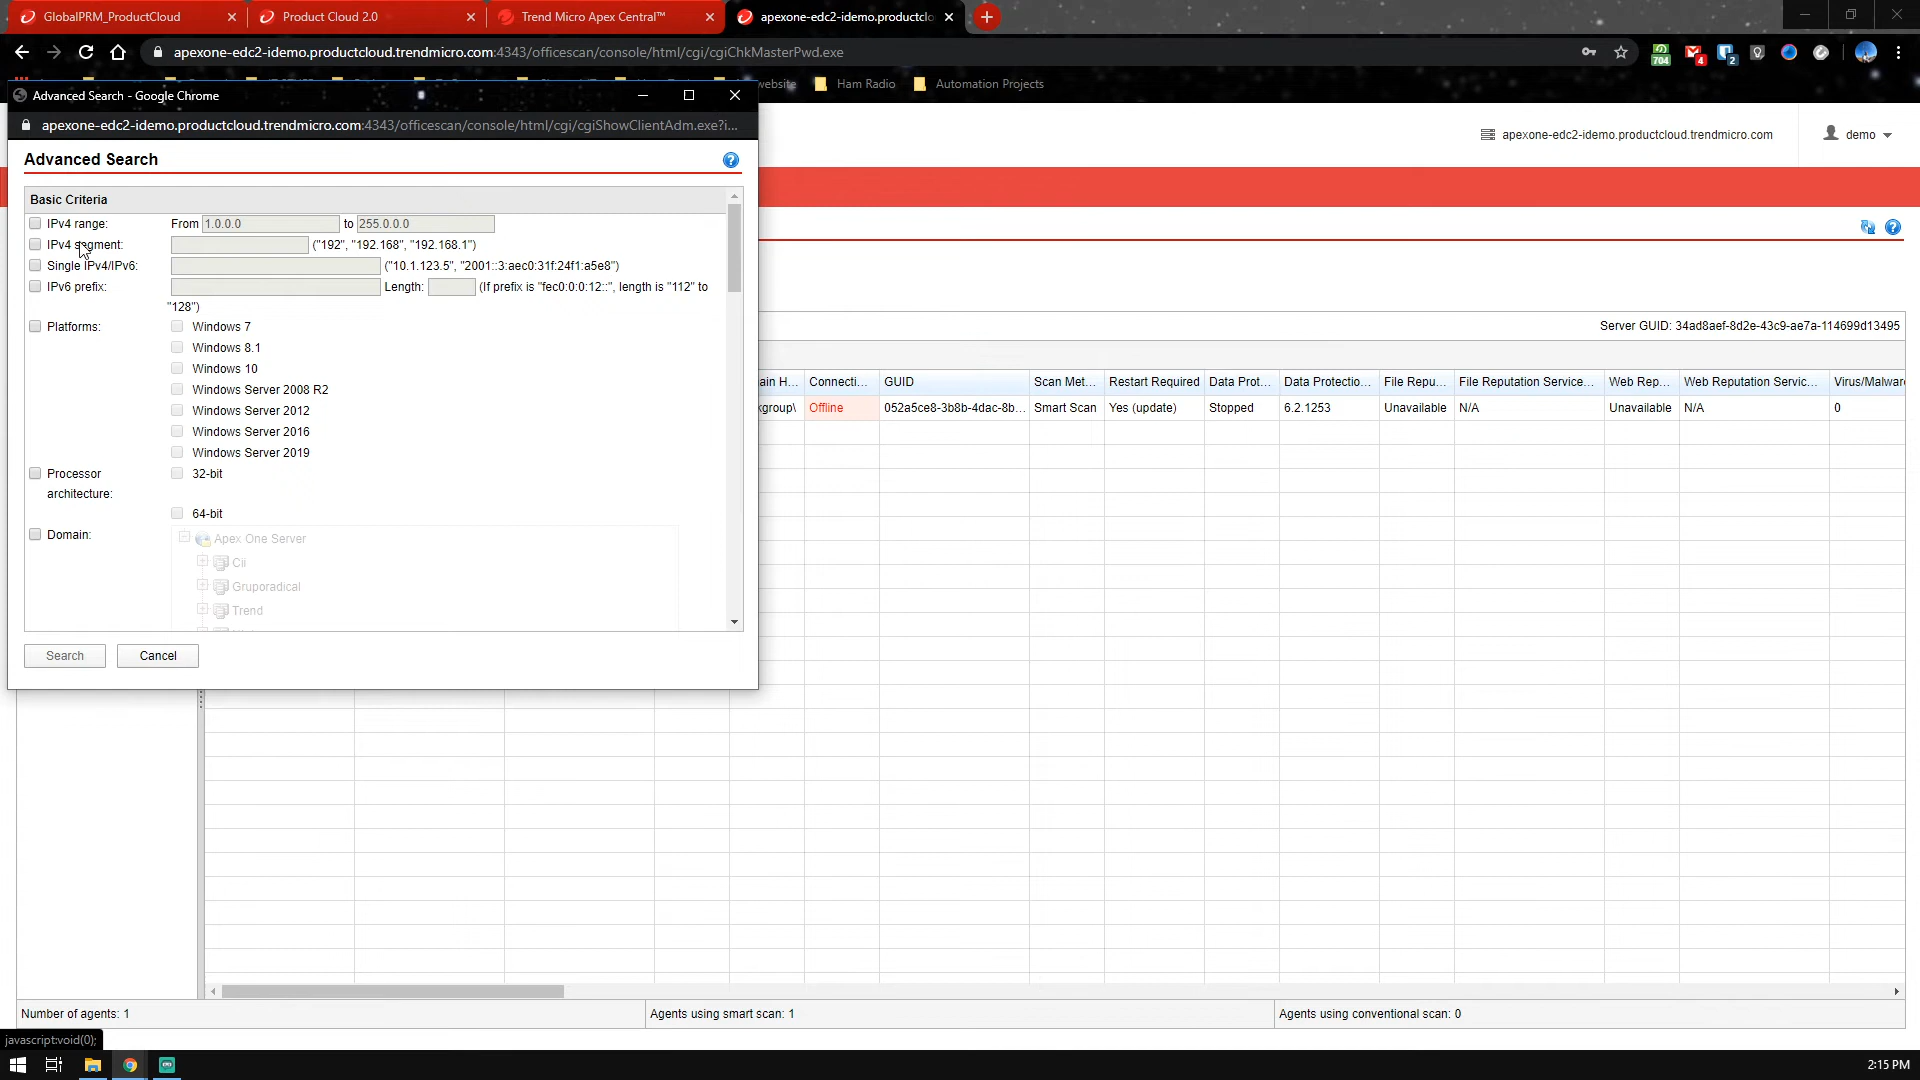 GlobalPRM_ProductCloud
Product Cloud 2.0
Trend Micro Apex Central™
apexone-edc2-idemo.productclo
apexone-edc2-idemo.productcloud.trendmicro.com:4343/officescan/console/html/cgi/cgiChkMasterPwd.exe
704
4
2
website
Ham Radio
Automation Projects
Advanced Search - Google Chrome
apexone-edc2-idemo.productcloud.trendmicro.com:4343/officescan/console/html/cgi/cgiShowClientAdm.exe?i...
apexone-edc2-idemo.productcloud.trendmicro.com
demo
Advanced Search
Basic Criteria
IPv4 range: From 1.0.0.0 to 255.0.0.0
IPv4 segment: ("192", "192.168", "192.168.1")
Single IPv4/IPv6: ("10.1.123.5", "2001::3:aec0:31f:24f1:a5e8")
IPv6 prefix: Length: (If prefix is "fec0:0:0:12::", length is "112" to
"128")
Platforms: Windows 7
Windows 8.1
Windows 10
Windows Server 2008 R2
Windows Server 2012
Windows Server 2016
Windows Server 2019
Processor architecture: 32-bit
64-bit
Domain: Apex One Server
Cii
Gruporadical
Trend
Search
Cancel
Server GUID: 34ad8aef-8d2e-43c9-ae7a-114699d13495
ain H... Connecti... GUID Scan Met... Restart Required Data Prot... Data Protectio... File Repu... File Reputation Service... Web Rep... Web Reputation Servic... Virus/Malware
kgroup\ Offline 052a5ce8-3b8b-4dac-8b... Smart Scan Yes (update) Stopped 6.2.1253 Unavailable N/A Unavailable N/A 0
Number of agents: 1
Agents using smart scan: 1
Agents using conventional scan: 0
javascript:void(0);
2:15 PM